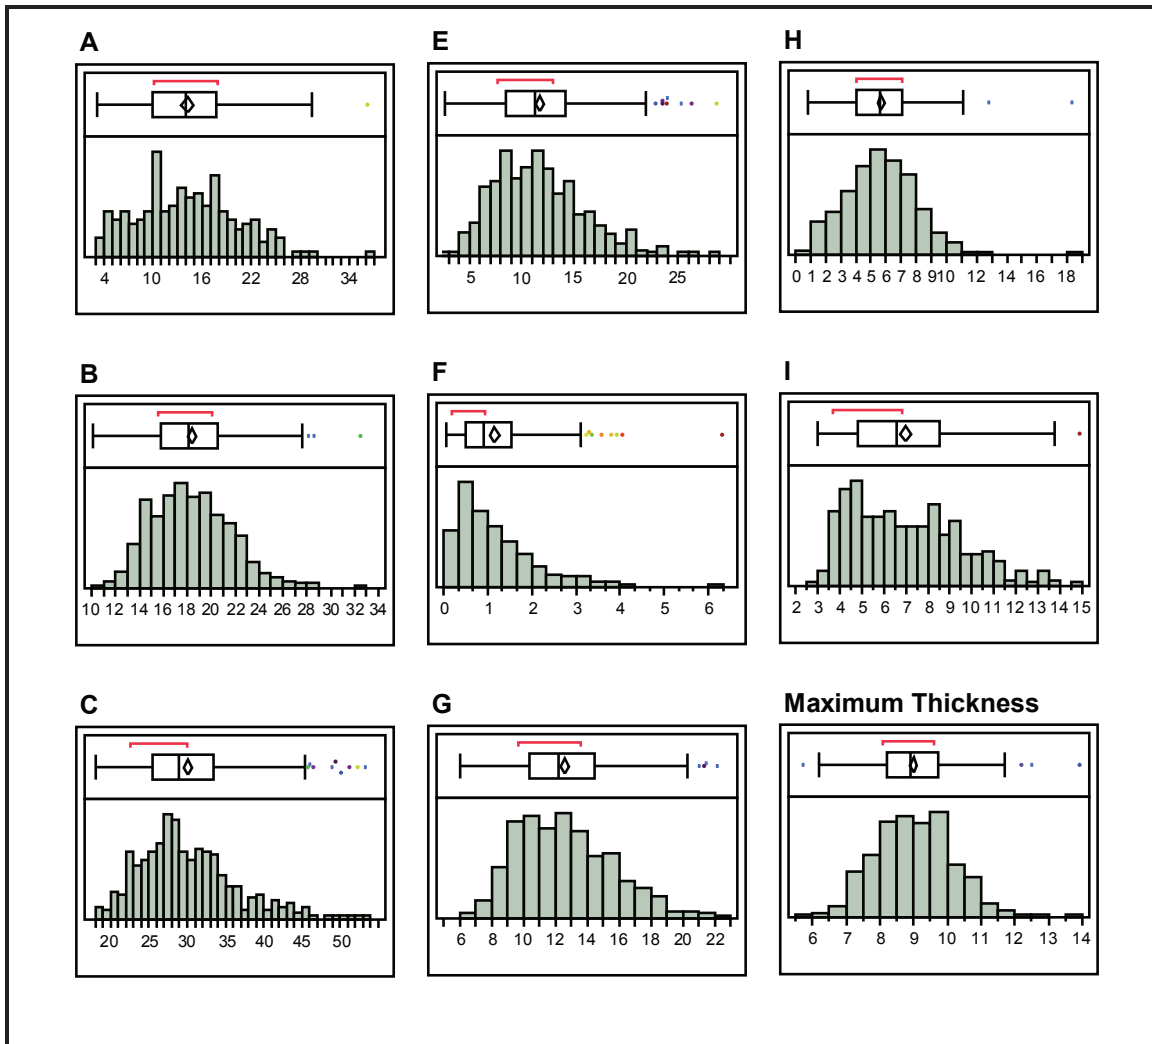 A
4 10 16 22 28 34
B
10 12 14 16 18 20 22 24 26 28 30 32 34
C
20 25 30 35 40 45 50
E
5 10 15 20 25
F
0 1 2 3 4 5 6
G
6 8 10 12 14 16 18 20 22
H
0 1 2 3 4 5 6 7 8 910 12 14 16 18
I
2 3 4 5 6 7 8 9 10 11 12 13 14 15
Maximum Thickness
6 7 8 9 10 11 12 13 14